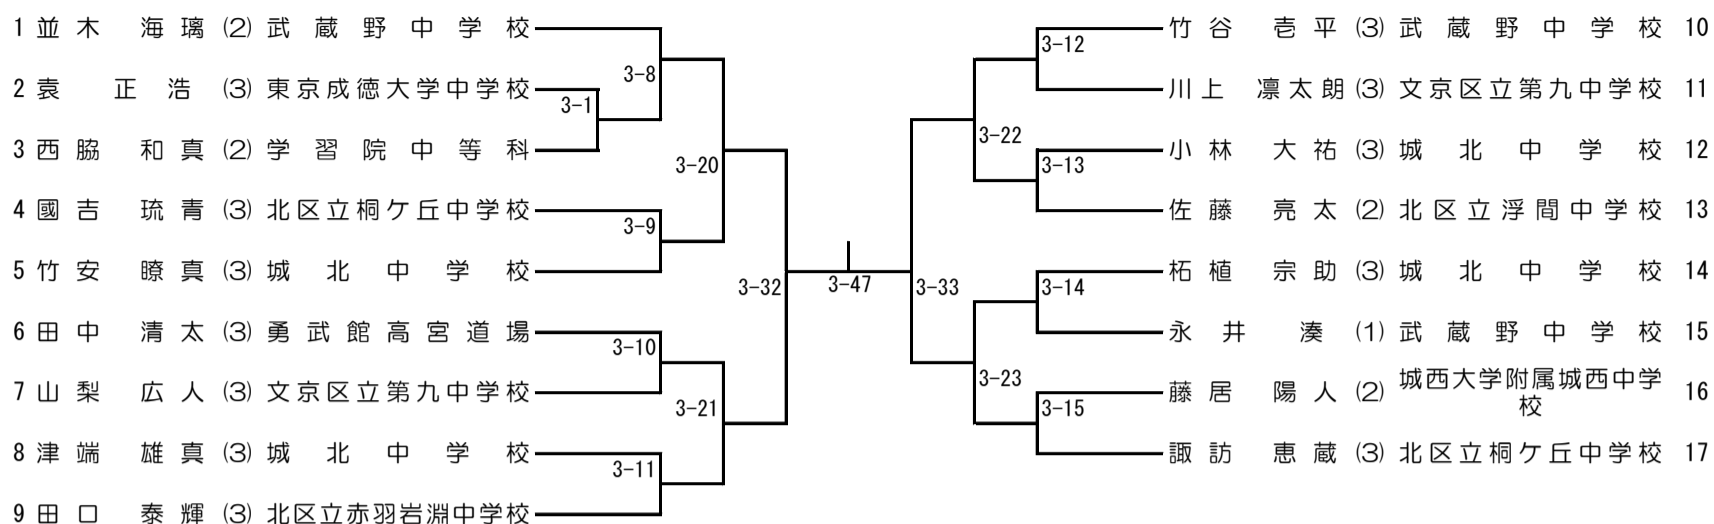 1 並木 海璃 (2) 武蔵野中学校
2 袁 正浩 (3) 東京成徳大学中学校
3 西脇 和真 (2) 学習院中等科
4 國吉 琉青 (3) 北区立桐ケ丘中学校
5 竹安 瞭真 (3) 城北中学校
6 田中 清太 (3) 勇武館高宮道場
7 山梨 広人 (3) 文京区立第九中学校
8 津端 雄真 (3) 城北中学校
9 田口 泰輝 (3) 北区立赤羽岩淵中学校
3-8
3-1
3-20
3-9
3-32
3-10
3-21
3-11
3-47
3-33
3-12
3-22
3-13
3-14
3-23
3-15
竹谷 壱平 (3) 武蔵野中学校 10
川上 凛太朗 (3) 文京区立第九中学校 11
小林 大祐 (3) 城北中学校 12
佐藤 亮太 (2) 北区立浮間中学校 13
柘植 宗助 (3) 城北中学校 14
永井 湊 (1) 武蔵野中学校 15
藤居 陽人 (2) 城西大学附属城西中学
校 16
諏訪 恵蔵 (3) 北区立桐ケ丘中学校 17